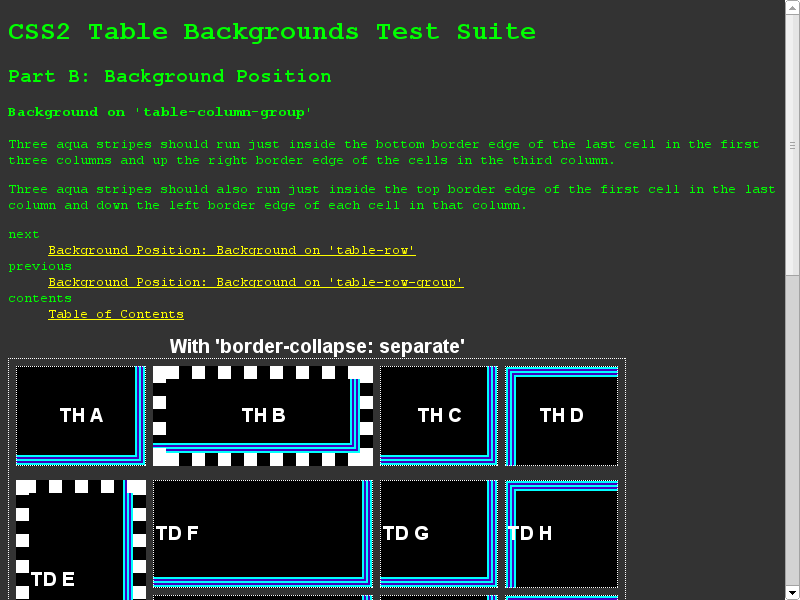 CSS2 Table Backgrounds Test Suite
Part B: Background Position
Background on 'table-column-group'
Three aqua stripes should run just inside the bottom border edge of the last cell in the first
three columns and up the right border edge of the cells in the third column.
Three aqua stripes should also run just inside the top border edge of the first cell in the last
column and down the left border edge of each cell in that column.
next
Background Position: Background on 'table-row'
previous
Background Position: Background on 'table-row-group'
contents
Table of Contents
With 'border-collapse: separate'
TH A TH B TH C TH D
TD F TD G TD H
TD E